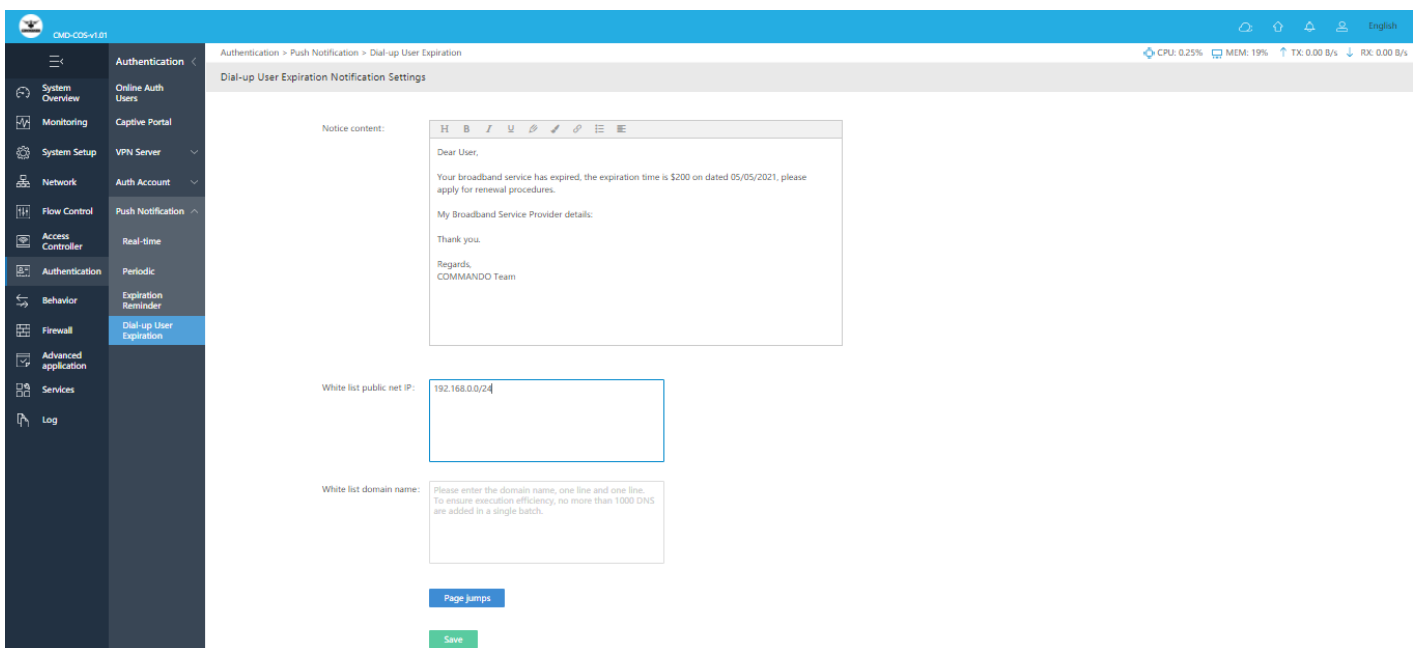 CMD-COS-v1.01
English
Authentication
Authentication > Push Notification > Dial-up User Expiration
CPU: 0.25% MEM: 19% TX: 0.00 B/s RX: 0.00 B/s
Dial-up User Expiration Notification Settings
System
Overview
Monitoring
System Setup
Network
Flow Control
Access
Controller
Authentication
Behavior
Firewall
Advanced
application
Services
Log
Online Auth
Users
Captive Portal
VPN Server
Auth Account
Push Notification
Real-time
Periodic
Expiration
Reminder
Dial-up User
Expiration
Notice content:
H B I U
Dear User,
Your broadband service has expired, the expiration time is $200 on dated 05/05/2021, please
apply for renewal procedures.
My Broadband Service Provider details:
Thank you.
Regards,
COMMANDO Team
White list public net IP:
192.168.0.0/24
White list domain name:
Please enter the domain name, one line and one line.
To ensure execution efficiency, no more than 1000 DNS
are added in a single batch.
Page jumps
Save